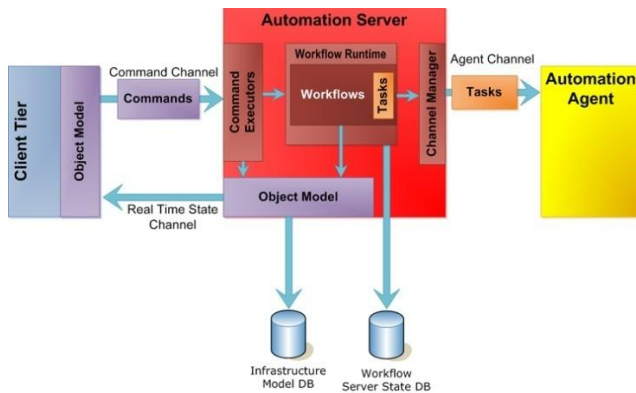 Automation Server
Workflow Runtime
Command Channel
Agent Channel
Client Tier
Object Model
Commands
Command
Executors
Workflows
Tasks
Channel Manager
Tasks
Automation
Agent
Object Model
Real Time State
Channel
Infrastructure
Model DB
Workflow
Server State DB